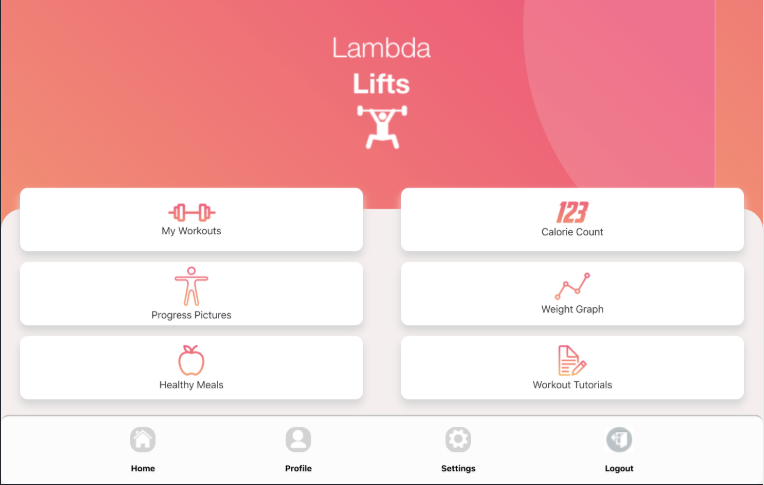 Lambda
Lifts
123
My Workouts
Calorie Count
Progress Pictures
Weight Graph
Healthy Meals
Workout Tutorials
Home
Profile
Settings
Logout